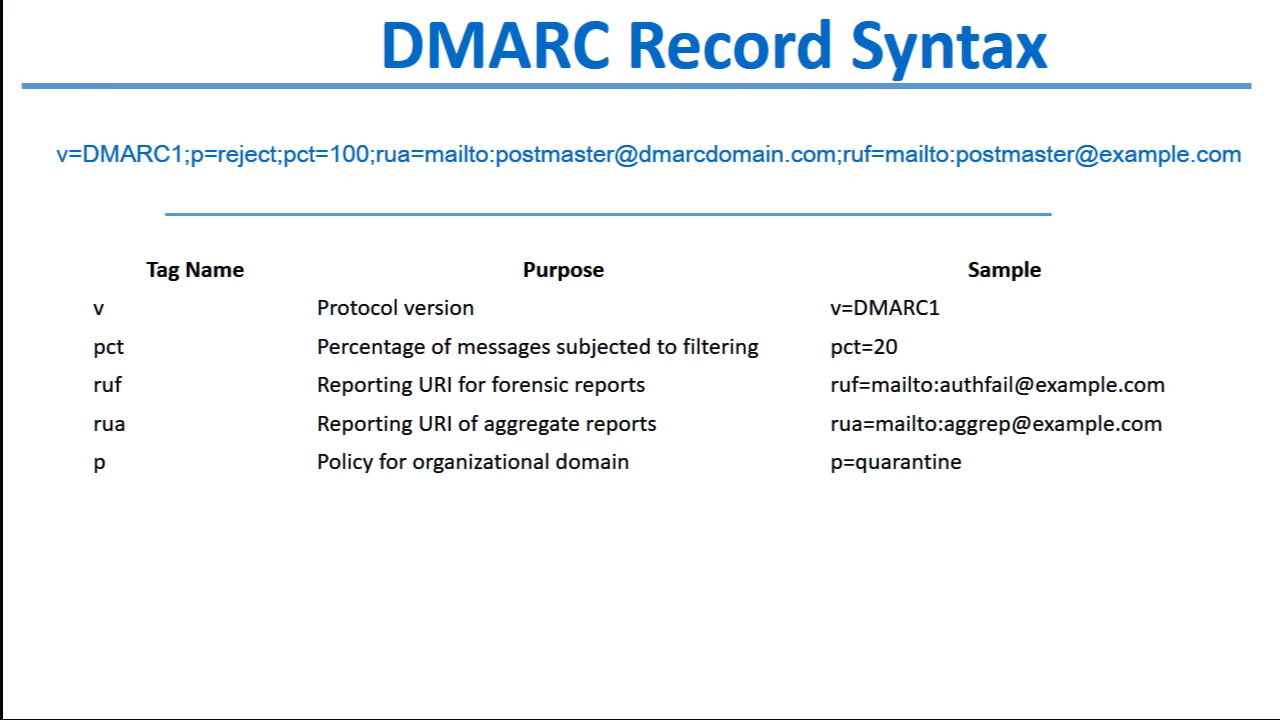 DMARC Record Syntax
v=DMARC1;p=reject;pct=100;rua=mailto:postmaster@dmarcdomain.com;ruf=mailto:postmaster@example.com
Tag Name Purpose Sample
v Protocol version v=DMARC1
pct Percentage of messages subjected to filtering pct=20
ruf Reporting URI for forensic reports ruf=mailto:authfail@example.com
rua Reporting URI of aggregate reports rua=mailto:aggrep@example.com
p Policy for organizational domain p=quarantine